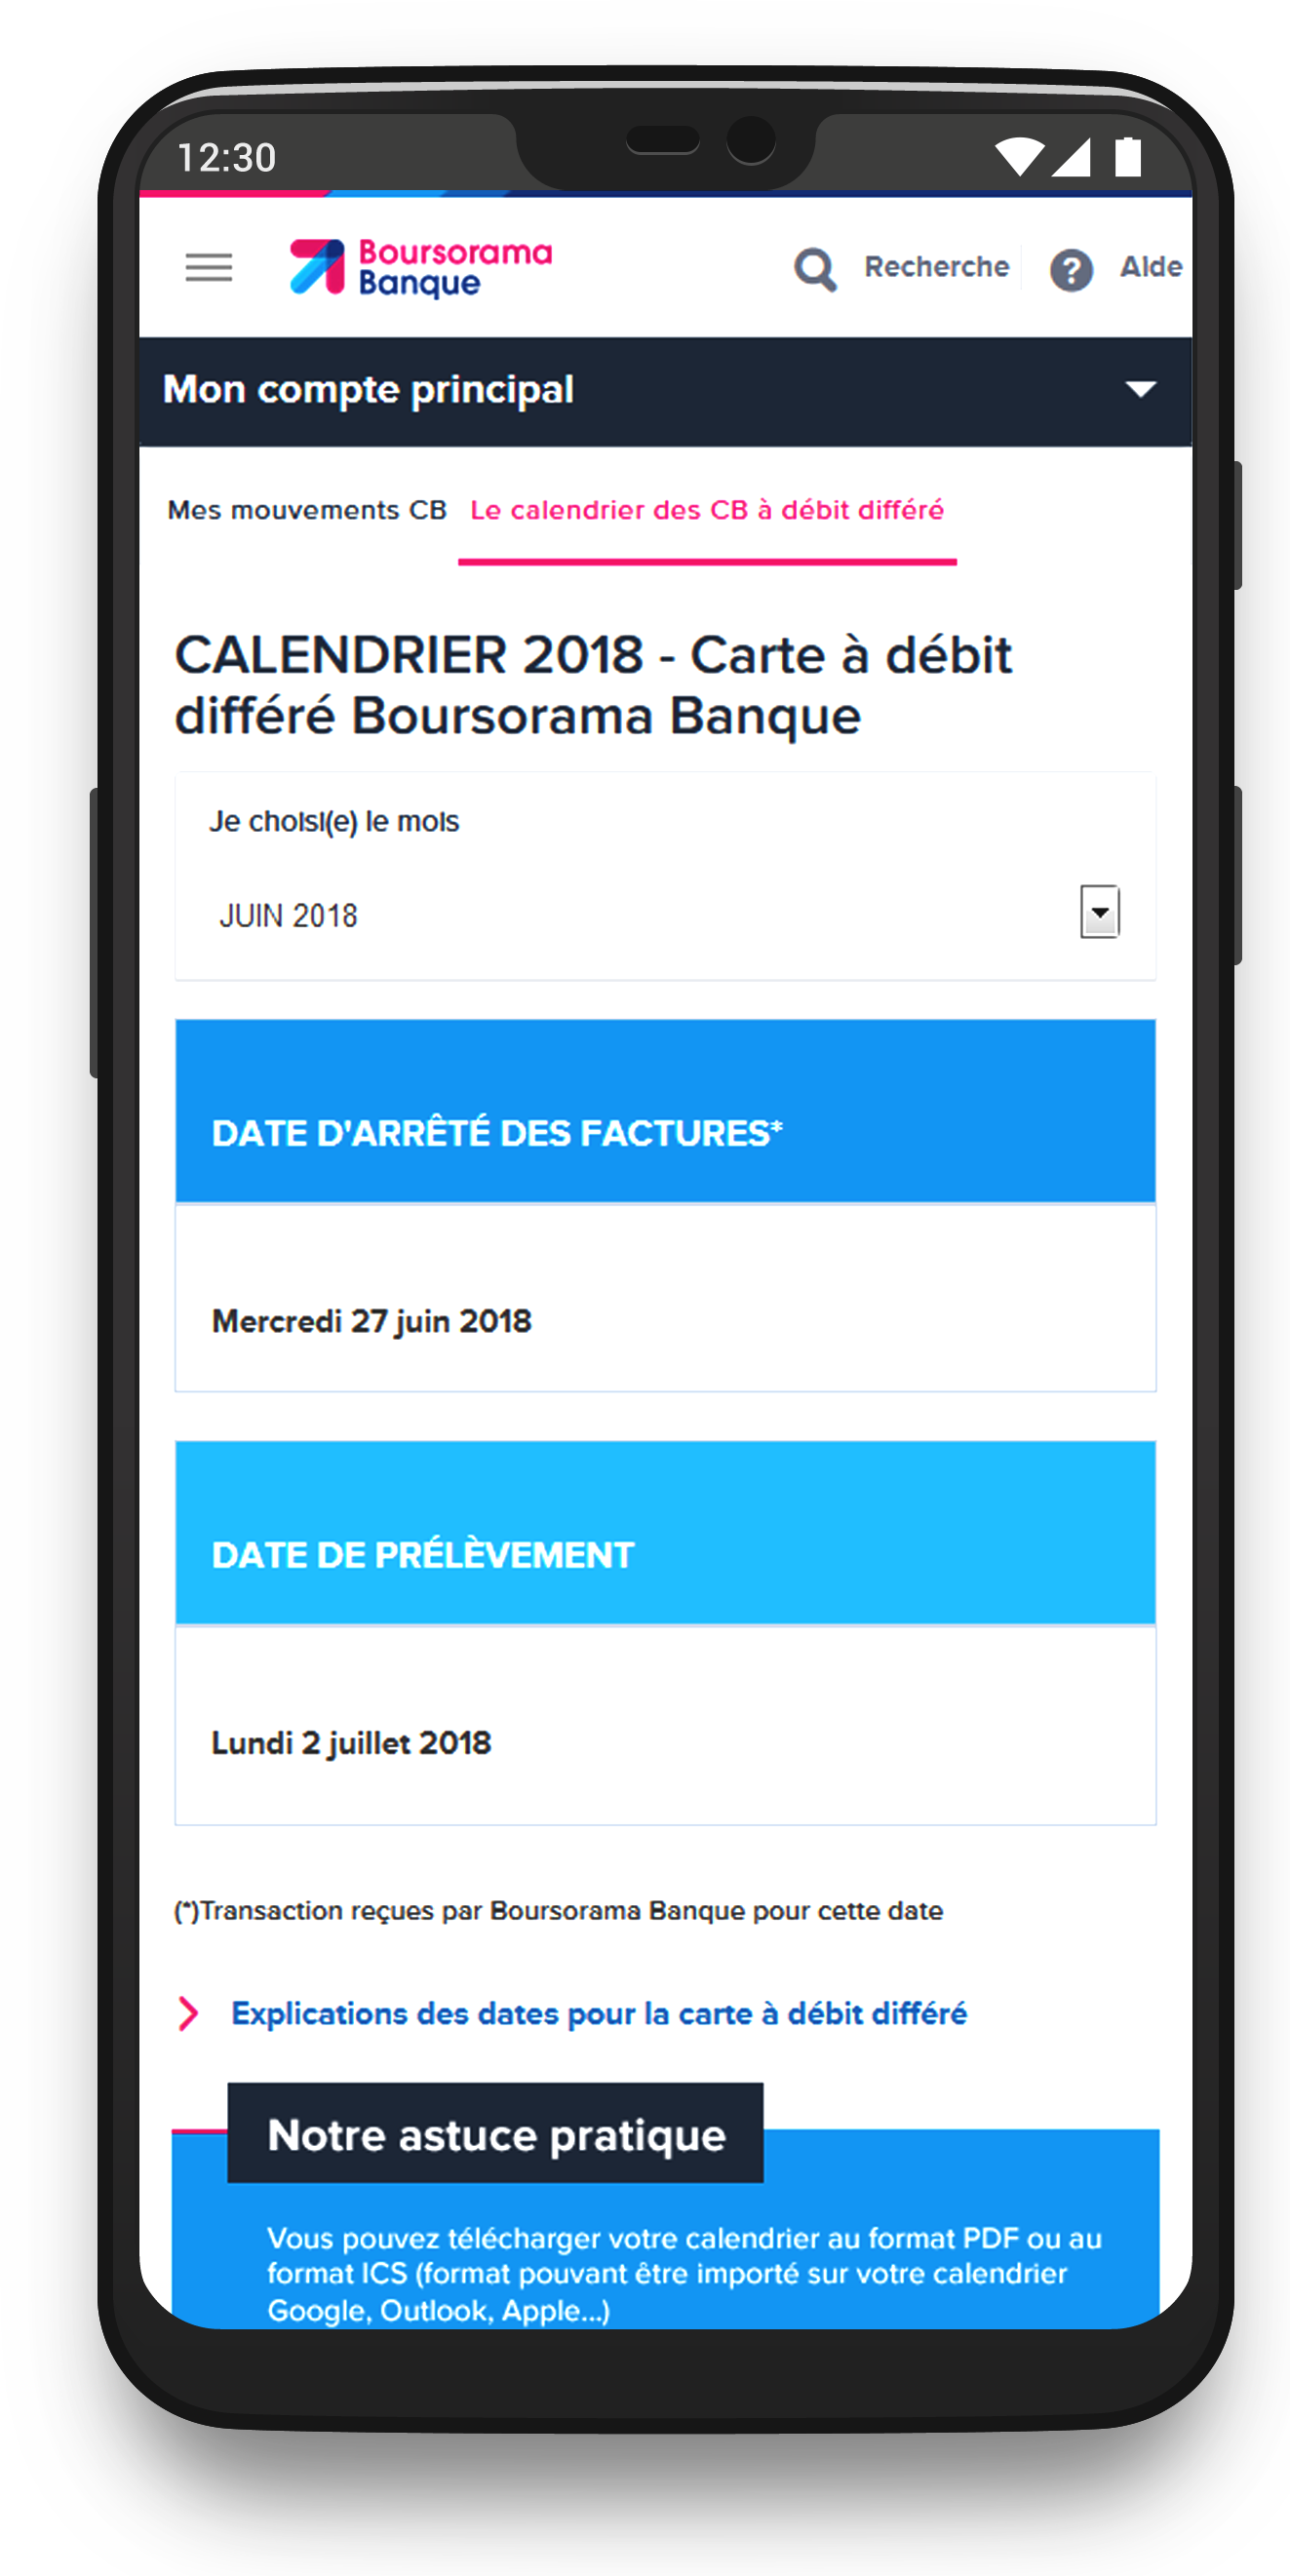 12:30
Boursorama
Banque
Recherche
? Aide
Mon compte principal
Mes mouvements CB Le calendrier des CB à débit différé
CALENDRIER 2018 - Carte à débit
différé Boursorama Banque
Je choisi(e) le mois
JUIN 2018
DATE D'ARRÊTÉ DES FACTURES*
Mercredi 27 juin 2018
DATE DE PRÉLÈVEMENT
Lundi 2 juillet 2018
(*)Transaction reçues par Boursorama Banque pour cette date
Explications des dates pour la carte à débit différé
Notre astuce pratique
Vous pouvez télécharger votre calendrier au format PDF ou au
format ICS (format pouvant être importé sur votre calendrier
Google, Outlook, Apple...)